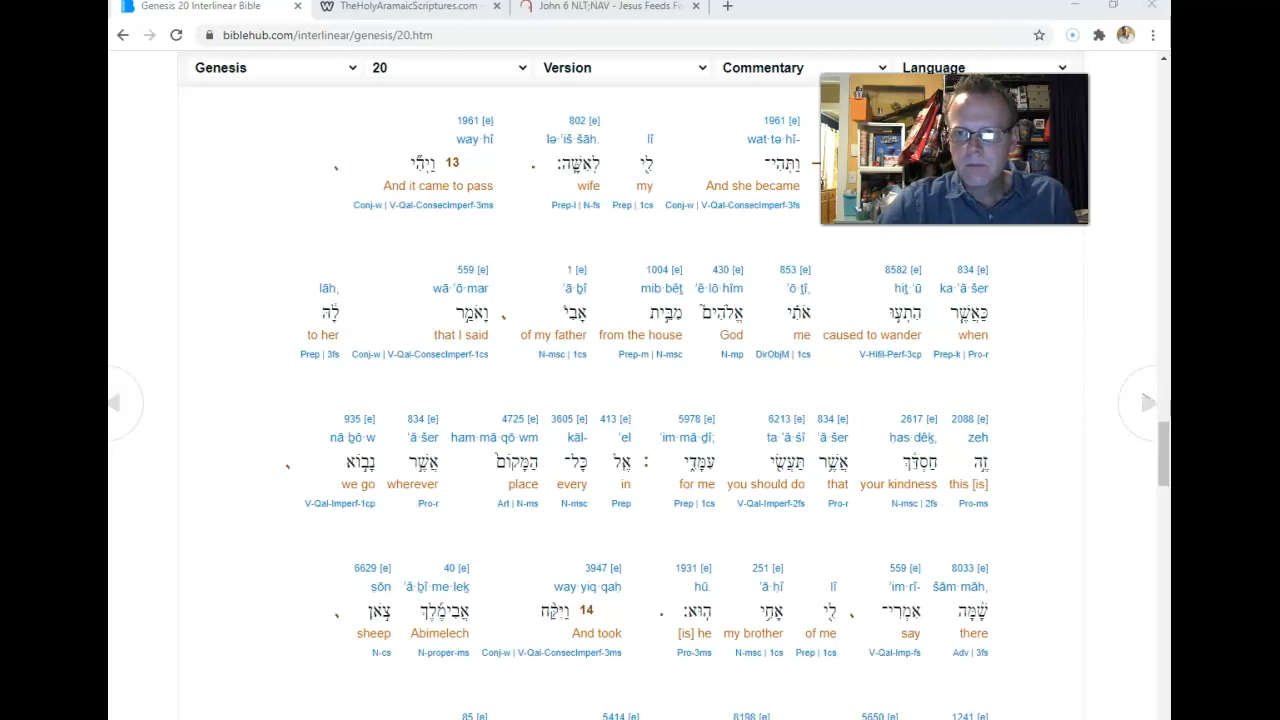 Genesis 20 Interlinear Bible
TheHolyAramaicScriptures.com -
John 6 NLT;NAV - Jesus Feeds F
biblehub.com/interlinear/genesis/20.htm
Genesis 20 Version Commentary Language
1961 [e] 802 [e] 1961 [e]
way·hî lə·’iš·šāh. lî wat·tə·hî-
וַתְּהִי־ לִ֖י לְאִשָּֽׁה׃ . 13 וַיְהִ֞י 、
And it came to pass wife my And she became
Conj-w | V-Qal-ConsecImperf-3ms Prep-l | N-fs Prep | 1cs Conj-w | V-Qal-ConsecImperf-3fs
559 [e] 1 [e] 1004 [e] 430 [e] 853 [e] 8582 [e] 834 [e]
lāh, wā·’ō·mar ’ā·ḇî mib·bêṯ ’ĕ·lō·hîm ’ō·ṯî, hiṯ·‘ū ka·’ă·šer
כַּאֲשֶׁ֧ר הִתְע֣וּ אֹתִ֗י אֱלֹהִים֮ מִבֵּ֣ית אָבִי֒ 、 וָאֹמַ֣ר לָ֔הּ
to her that I said of my father from the house God me caused to wander when
Prep | 3fs Conj-w | V-Qal-ConsecImperf-1cs N-msc | 1cs Prep-m | N-msc N-mp DirObjM | 1cs V-Hifil-Perf-3cp Prep-k | Pro-r
935 [e] 834 [e] 4725 [e] 3605 [e] 413 [e] 5978 [e] 6213 [e] 834 [e] 2617 [e] 2088 [e]
nā·ḇō·w ’ă·šer ham·mā·qō·wm kāl- ’el ‘im·mā·ḏî; ta·‘ă·śî ’ă·šer ḥas·dêḵ, zeh
זֶ֣ה חַסְדֵּ֔ךְ אֲשֶׁ֥ר תַּעֲשִׂ֖י עִמָּדִ֑י : אֶ֤ל כָּל־ הַמָּקוֹם֙ אֲשֶׁ֣ר נָב֣וֹא 、
we go wherever place every in for me you should do that your kindness this [is]
V-Qal-Imperf-1cp Pro-r Art | N-ms N-msc Prep Prep | 1cs V-Qal-Imperf-2fs Pro-r N-msc | 2fs Pro-ms
6629 [e] 40 [e] 3947 [e] 1931 [e] 251 [e] 559 [e] 8033 [e]
ṣōn ’ă·ḇî·me·leḵ way·yiq·qaḥ hū. ’ā·ḥî lî ’im·rî- šām·māh,
שָׁ֔מָּה אִמְרִי־ 、 לִ֖י אָחִ֥י הֽוּא׃ . 14 וַיִּקַּ֨ח אֲבִימֶ֜לֶךְ צֹ֣אן 、
sheep Abimelech And took [is] he my brother of me say there
N-cs N-proper-ms Conj-w | V-Qal-ConsecImperf-3ms Pro-3ms N-msc | 1cs Prep | 1cs V-Qal-Imp-fs Adv | 3fs
85 [e] 5414 [e] 8198 [e] 5650 [e] 1241 [e]